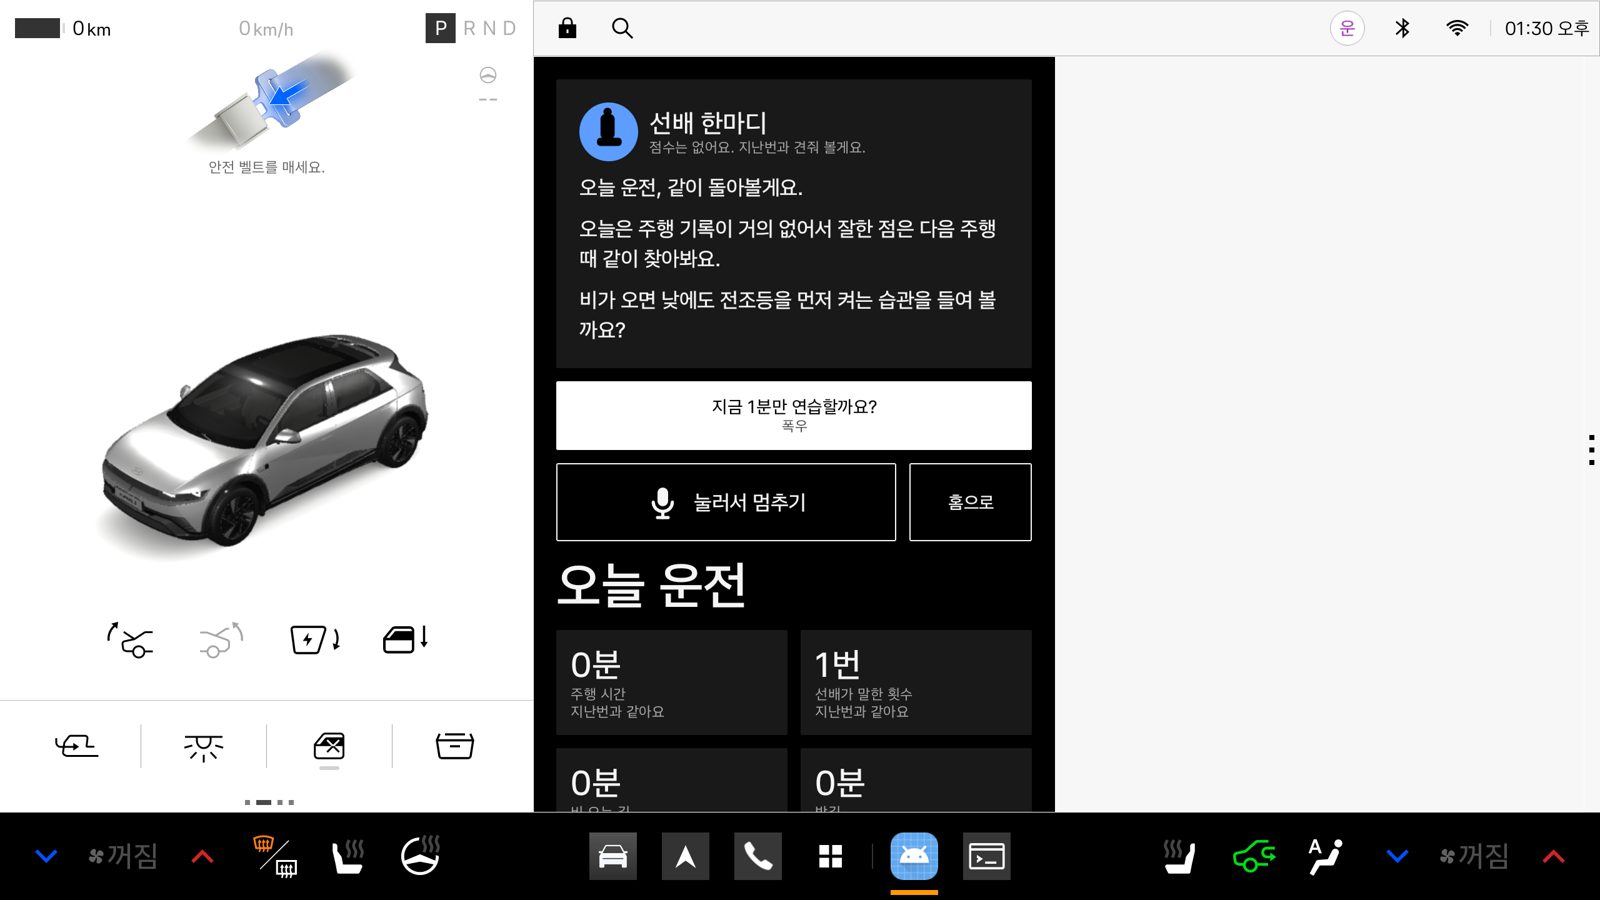 0 km
0 km/h
P R N D
--
안전 벨트를 매세요.
운
01:30 오후
선배 한마디
점수는 없어요. 지난번과 견줘 볼게요.
오늘 운전, 같이 돌아볼게요.
오늘은 주행 기록이 거의 없어서 잘한 점은 다음 주행
때 같이 찾아봐요.
비가 오면 낮에도 전조등을 먼저 켜는 습관을 들여 볼
까요?
지금 1분만 연습할까요?
폭우
눌러서 멈추기
홈으로
오늘 운전
0분
주행 시간
지난번과 같아요
1번
선배가 말한 횟수
지난번과 같아요
0분
0분
꺼짐
A
꺼짐